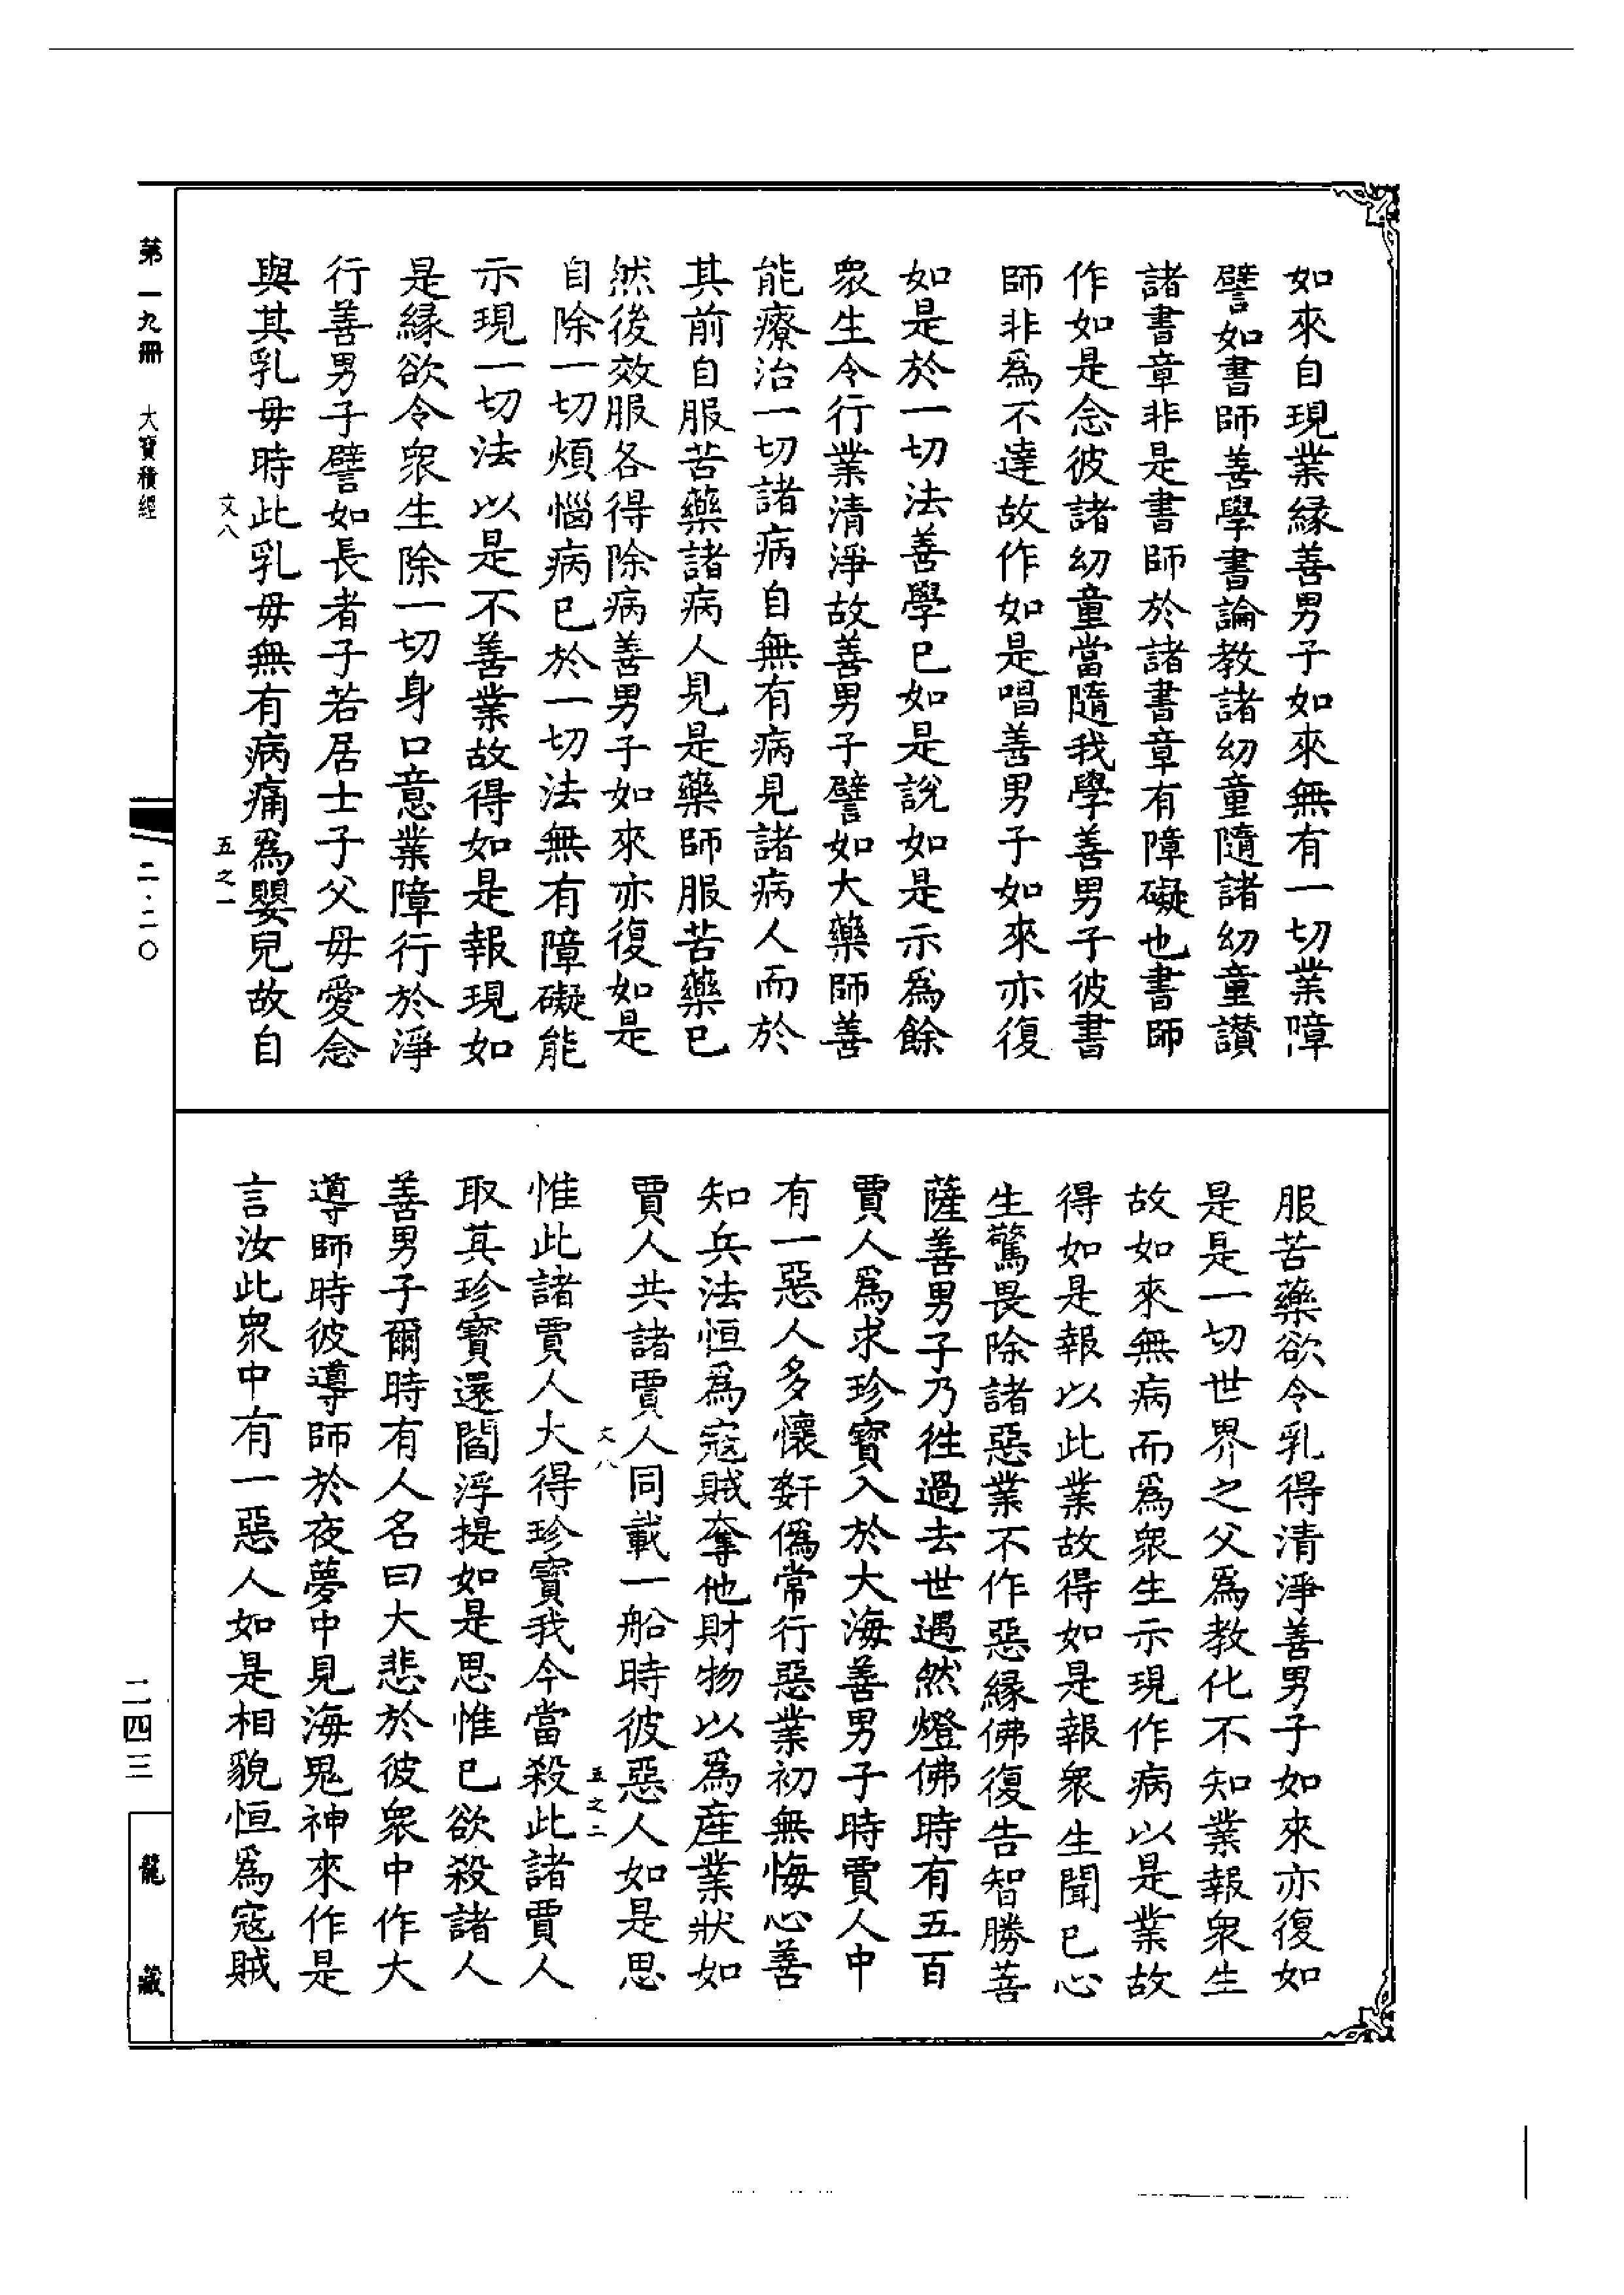 如來自現業緣善男子如來無有一切業障
譬如書師善學書論教諸幼童隨諸幼童讃
諸書章非是書師於諸書章有障礙也書師
作如是念彼諸幼童當隨我學善男子彼書
師非爲不達故作如是唱善男子如來亦復
如是於一切法善學已如是說如是示爲餘
衆生令行業清淨故善男子譬如大藥師善
能療治一切諸病自無有病見諸病人而於
其前自服苦藥諸病人見是藥師服苦藥已
然後效服各得除病善男子如來亦復如是
自除一切煩惱病已於一切法無有障礙能
示現一切法以是不善業故得如是報現如
是緣欲令衆生除一切身口意業障行於淨
行善男子譬如長者子若居士子父母愛念
與其乳母時此乳母無有病痛爲嬰兒故自
文八
五之一
服苦藥欲令乳得清淨善男子如來亦復如
是是一切世界之父爲教化不知業報衆生
故如來無病而爲衆生示現作病以是業故
得如是報以此業故得如是報衆生聞已心
生驚畏除諸惡業不作惡緣佛復告智勝菩
薩善男子乃徃過去世遇然燈佛時有五百
賈人爲求珍寶入於大海善男子時賈人中
有一惡人多懷姧僞常行惡業初無悔心善
知兵法恒爲寇賊奪他財物以爲産業狀如
賈人共諸賈人同載一船時彼惡人如是思
文八
五之二
惟此諸賈人大得珍寶我今當殺此諸賈人
取其珍寶還閻浮提如是思惟已欲殺諸人
善男子爾時有人名曰大悲於彼衆中作大
導師時彼導師於夜夢中見海鬼神來作是
言汝此衆中有一惡人如是相貌恒爲寇賊
第一九冊 大寶積經
二·二〇
二四三
龍藏